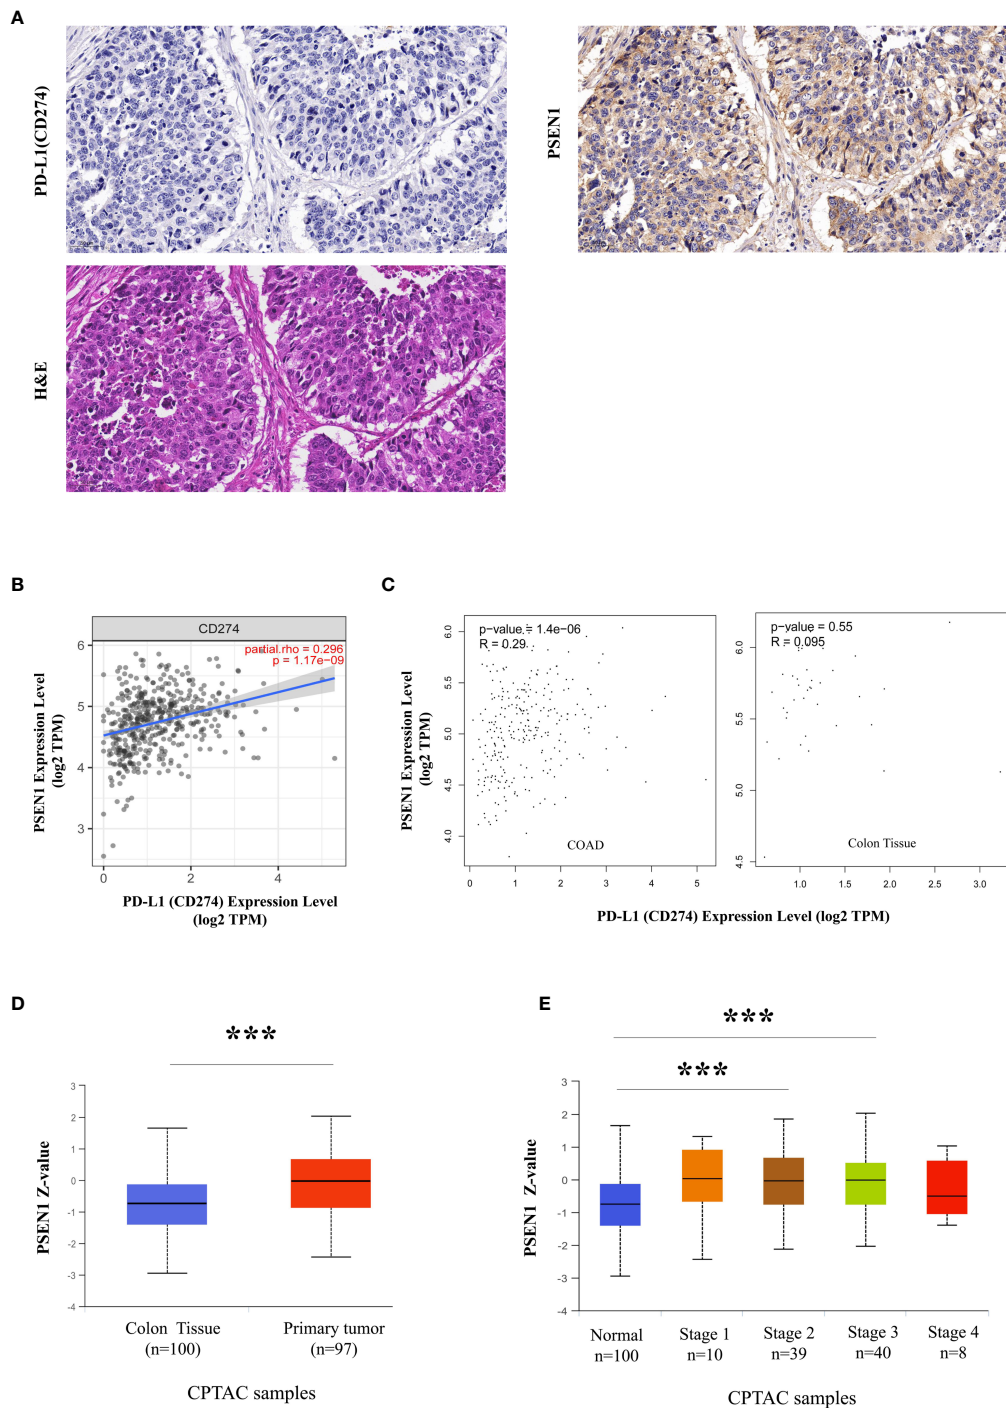 A
PD-L1(CD274)
PSEN1
H&E
B
CD274
partial.rho = 0.296
p = 1.17e−09
6
5
4
3
0
2
4
PSEN1 Expression Level
(log2 TPM)
PD-L1 (CD274) Expression Level
(log2 TPM)
C
p−value = 1.4e−06
R = 0.29
6.0
5.5
5.0
4.5
4.0
COAD
0
1
2
3
4
5
PSEN1 Expression Level
(log2 TPM)
p−value = 0.55
R = 0.095
6.0
5.5
5.0
4.5
Colon Tissue
1.0
1.5
2.0
2.5
3.0
PD-L1 (CD274) Expression Level (log2 TPM)
D
***
3
2
1
0
-1
-2
-3
-4
PSEN1 Z-value
Colon Tissue
(n=100)
Primary tumor
(n=97)
CPTAC samples
E
***
***
3
2
1
0
-1
-2
-3
-4
PSEN1 Z-value
Normal
n=100
Stage 1
n=10
Stage 2
n=39
Stage 3
n=40
Stage 4
n=8
CPTAC samples